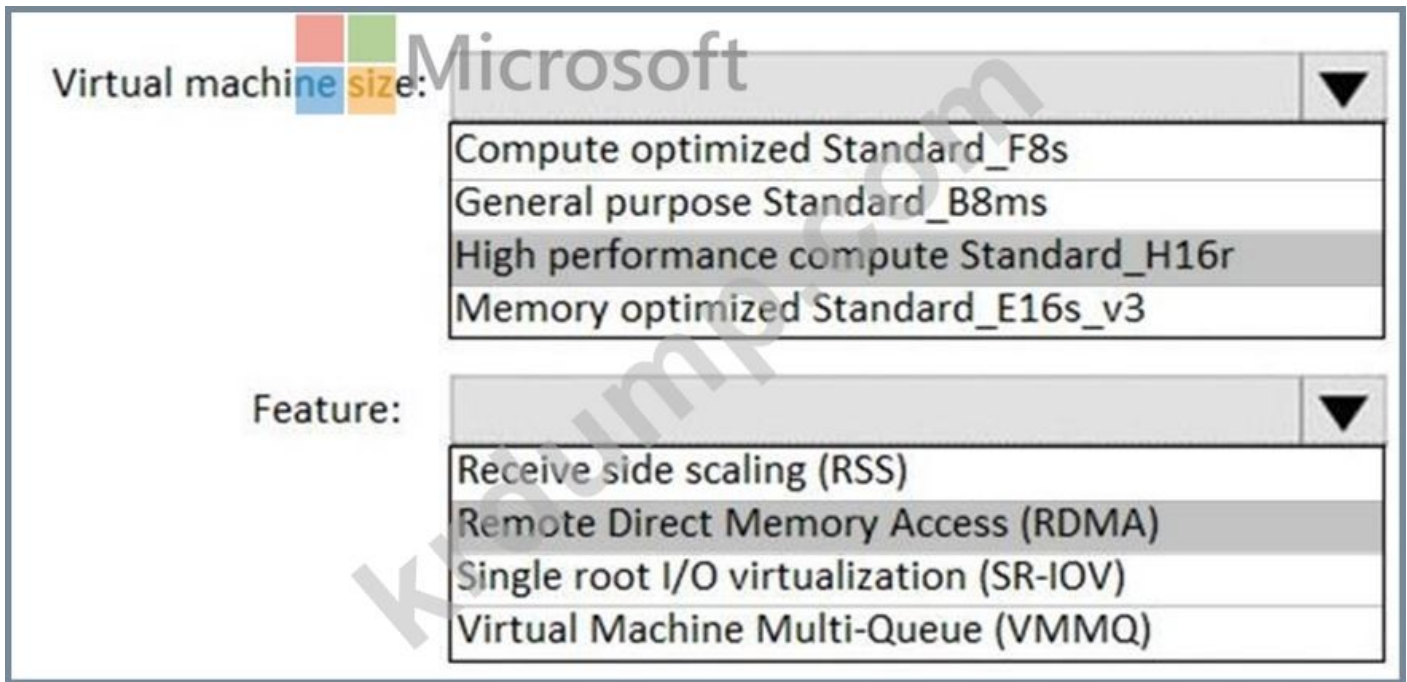 Microsoft
Virtual machine size:
Compute optimized Standard_F8s
General purpose Standard_B8ms
High performance compute Standard_H16r
Memory optimized Standard_E16s_v3
Feature:
Receive side scaling (RSS)
Remote Direct Memory Access (RDMA)
Single root I/O virtualization (SR-IOV)
Virtual Machine Multi-Queue (VMMQ)